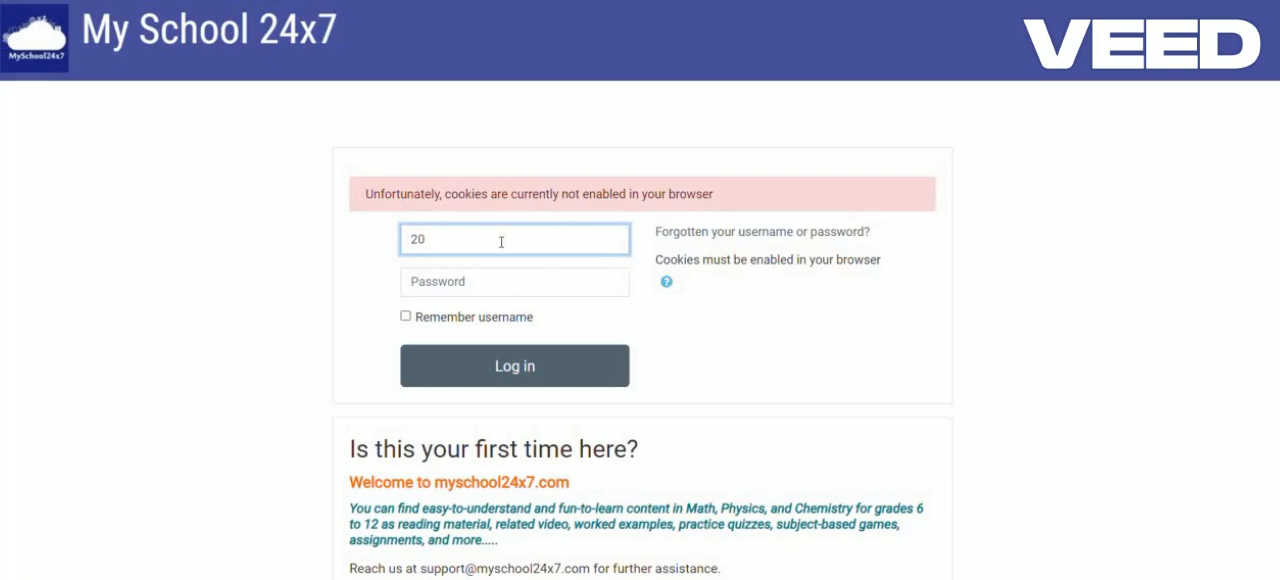 MySchool24x7
My School 24x7
VEED
Unfortunately, cookies are currently not enabled in your browser
20
Forgotten your username or password?
Cookies must be enabled in your browser
?
Password
Remember username
Log in
Is this your first time here?
Welcome to myschool24x7.com
You can find easy-to-understand and fun-to-learn content in Math, Physics, and Chemistry for grades 6
to 12 as reading material, related video, worked examples, practice quizzes, subject-based games,
assignments, and more.....
Reach us at support@myschool24x7.com for further assistance.